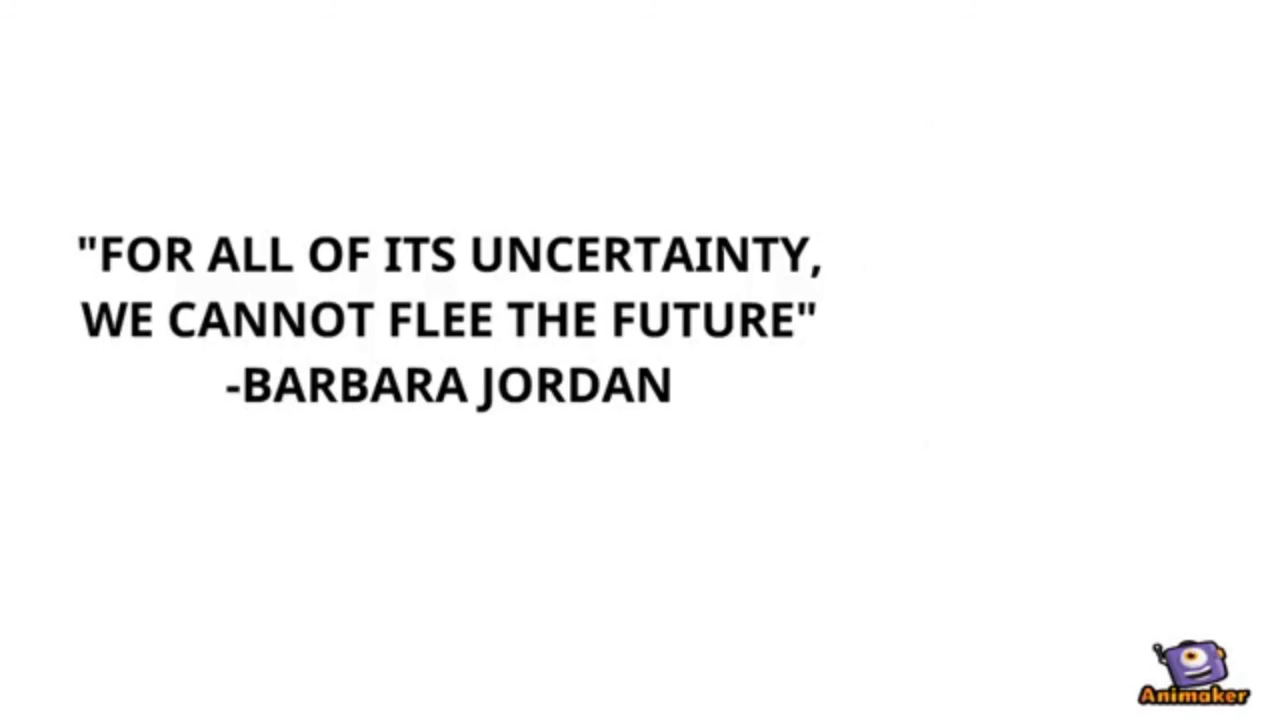 "FOR ALL OF ITS UNCERTAINTY,
WE CANNOT FLEE THE FUTURE"
-BARBARA JORDAN
Animaker